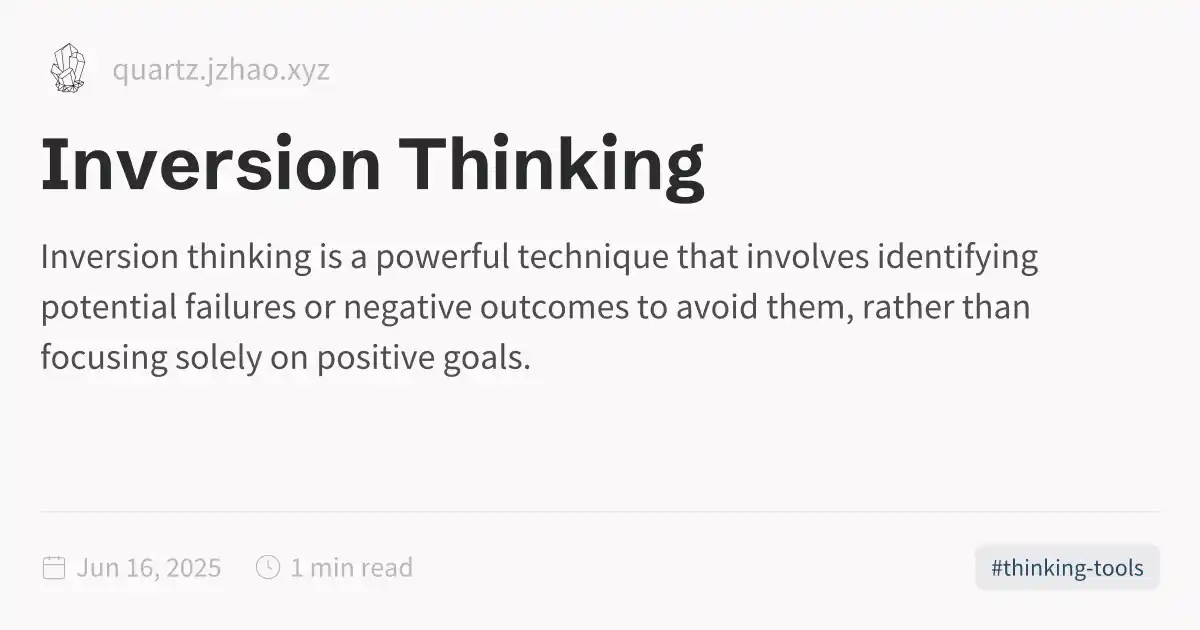 quartz.jzhao.xyz
Inversion Thinking
Inversion thinking is a powerful technique that involves identifying
potential failures or negative outcomes to avoid them, rather than
focusing solely on positive goals.
Jun 16, 2025 1 min read #thinking-tools